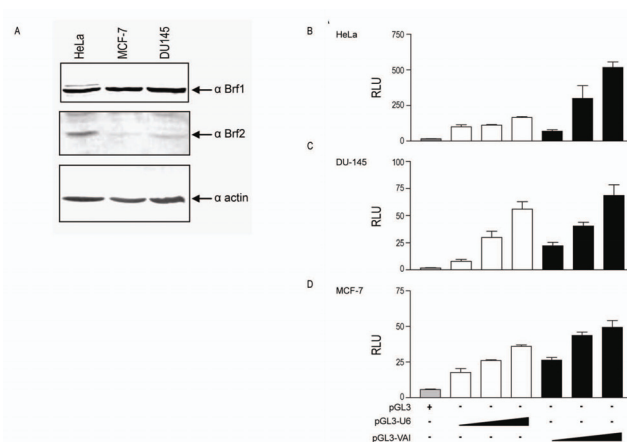 A
HeLa
MCF-7
DU145
α Brf1
α Brf2
α actin
B
HeLa
750
500
250
0
RLU
C
DU-145
100
75
50
25
0
RLU
D
MCF-7
75
50
25
0
RLU
pGL3 + - - - - - -
pGL3-U6 - - - -
pGL3-VAI - - - -